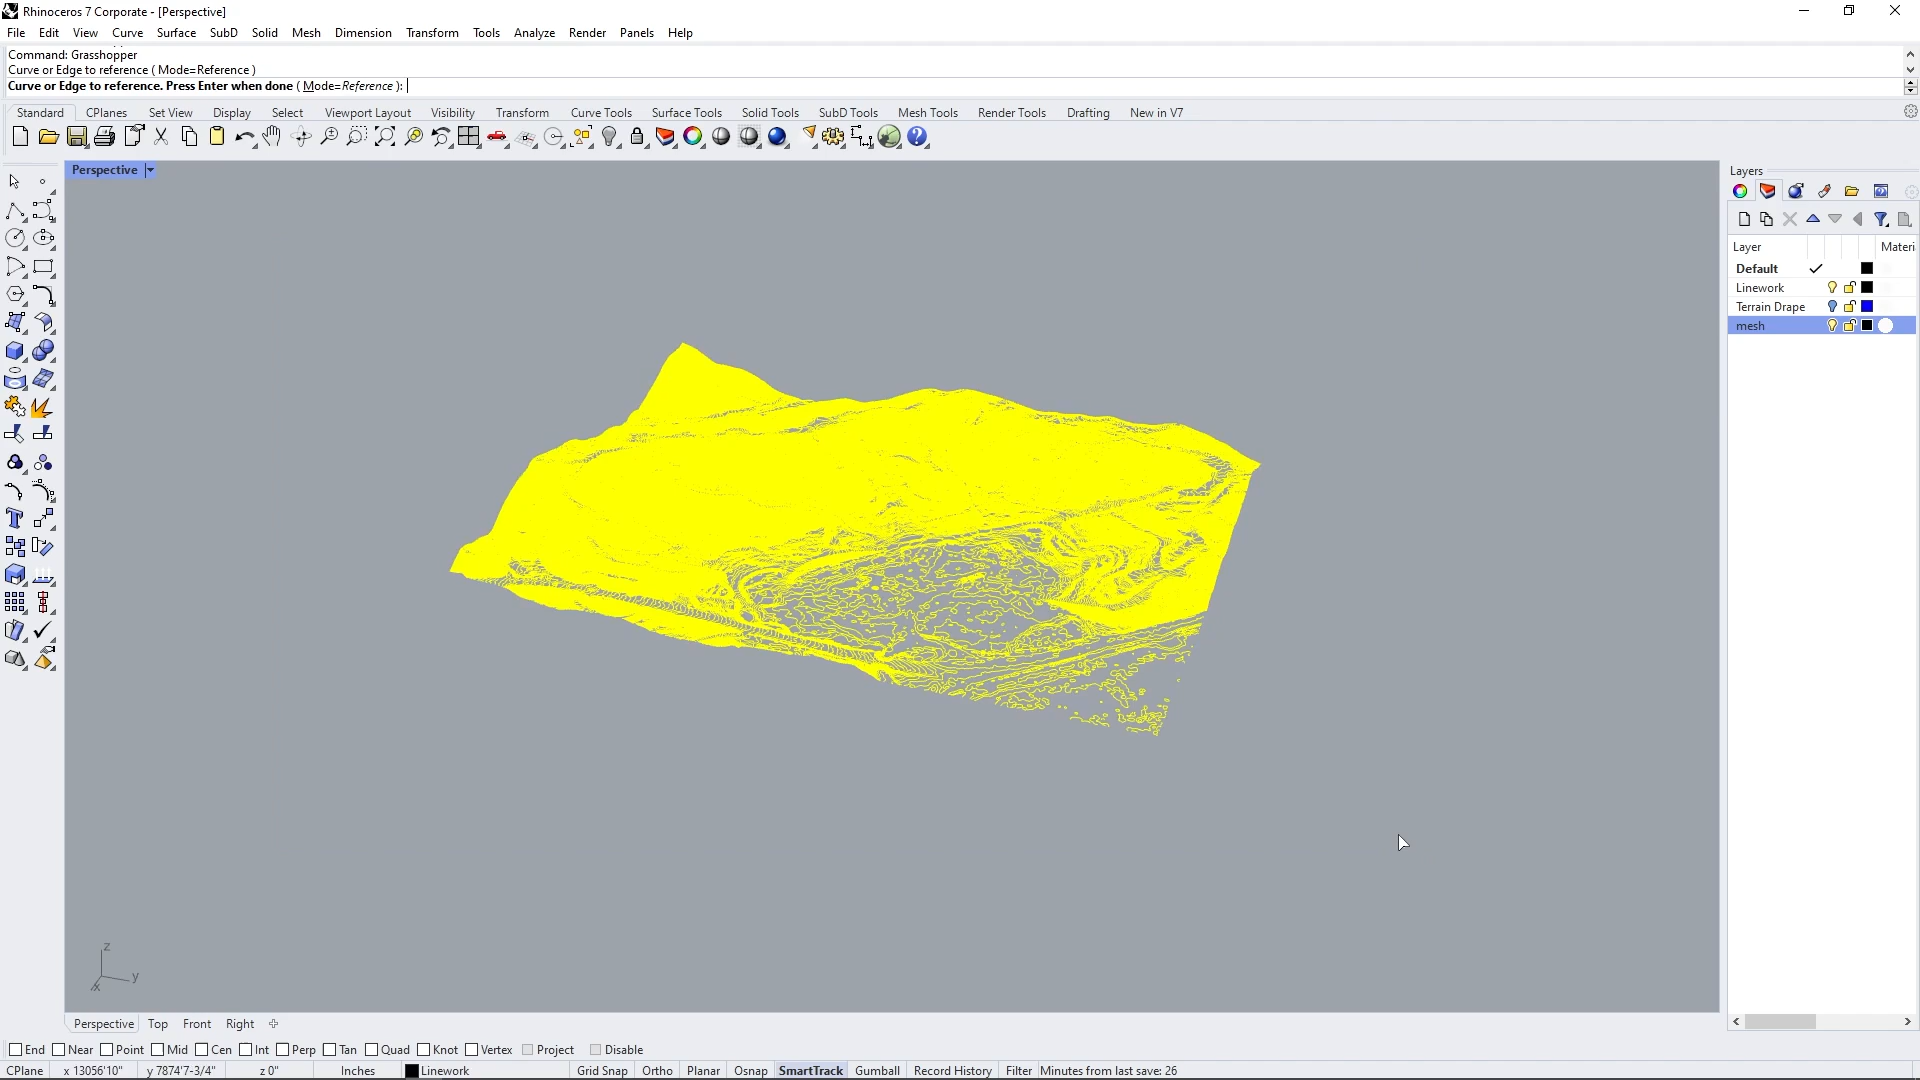 Rhinoceros 7 Corporate - [Perspective]
File Edit View Curve Surface SubD Solid Mesh Dimension Transform Tools Analyze Render Panels Help
Command: Grasshopper
Curve or Edge to reference ( Mode=Reference )
Curve or Edge to reference. Press Enter when done ( Mode=Reference ):
Standard CPlanes Set View Display Select Viewport Layout Visibility Transform Curve Tools Surface Tools Solid Tools SubD Tools Mesh Tools Render Tools Drafting New in V7
Perspective
Layers
Layer Materi
Default
Linework
Terrain Drape
mesh
z
y
x
Perspective Top Front Right
End Near Point Mid Cen Int Perp Tan Quad Knot Vertex Project Disable
CPlane x 13056'10" y 7874'7-3/4" z 0" Inches Linework Grid Snap Ortho Planar Osnap SmartTrack Gumball Record History Filter Minutes from last save: 26